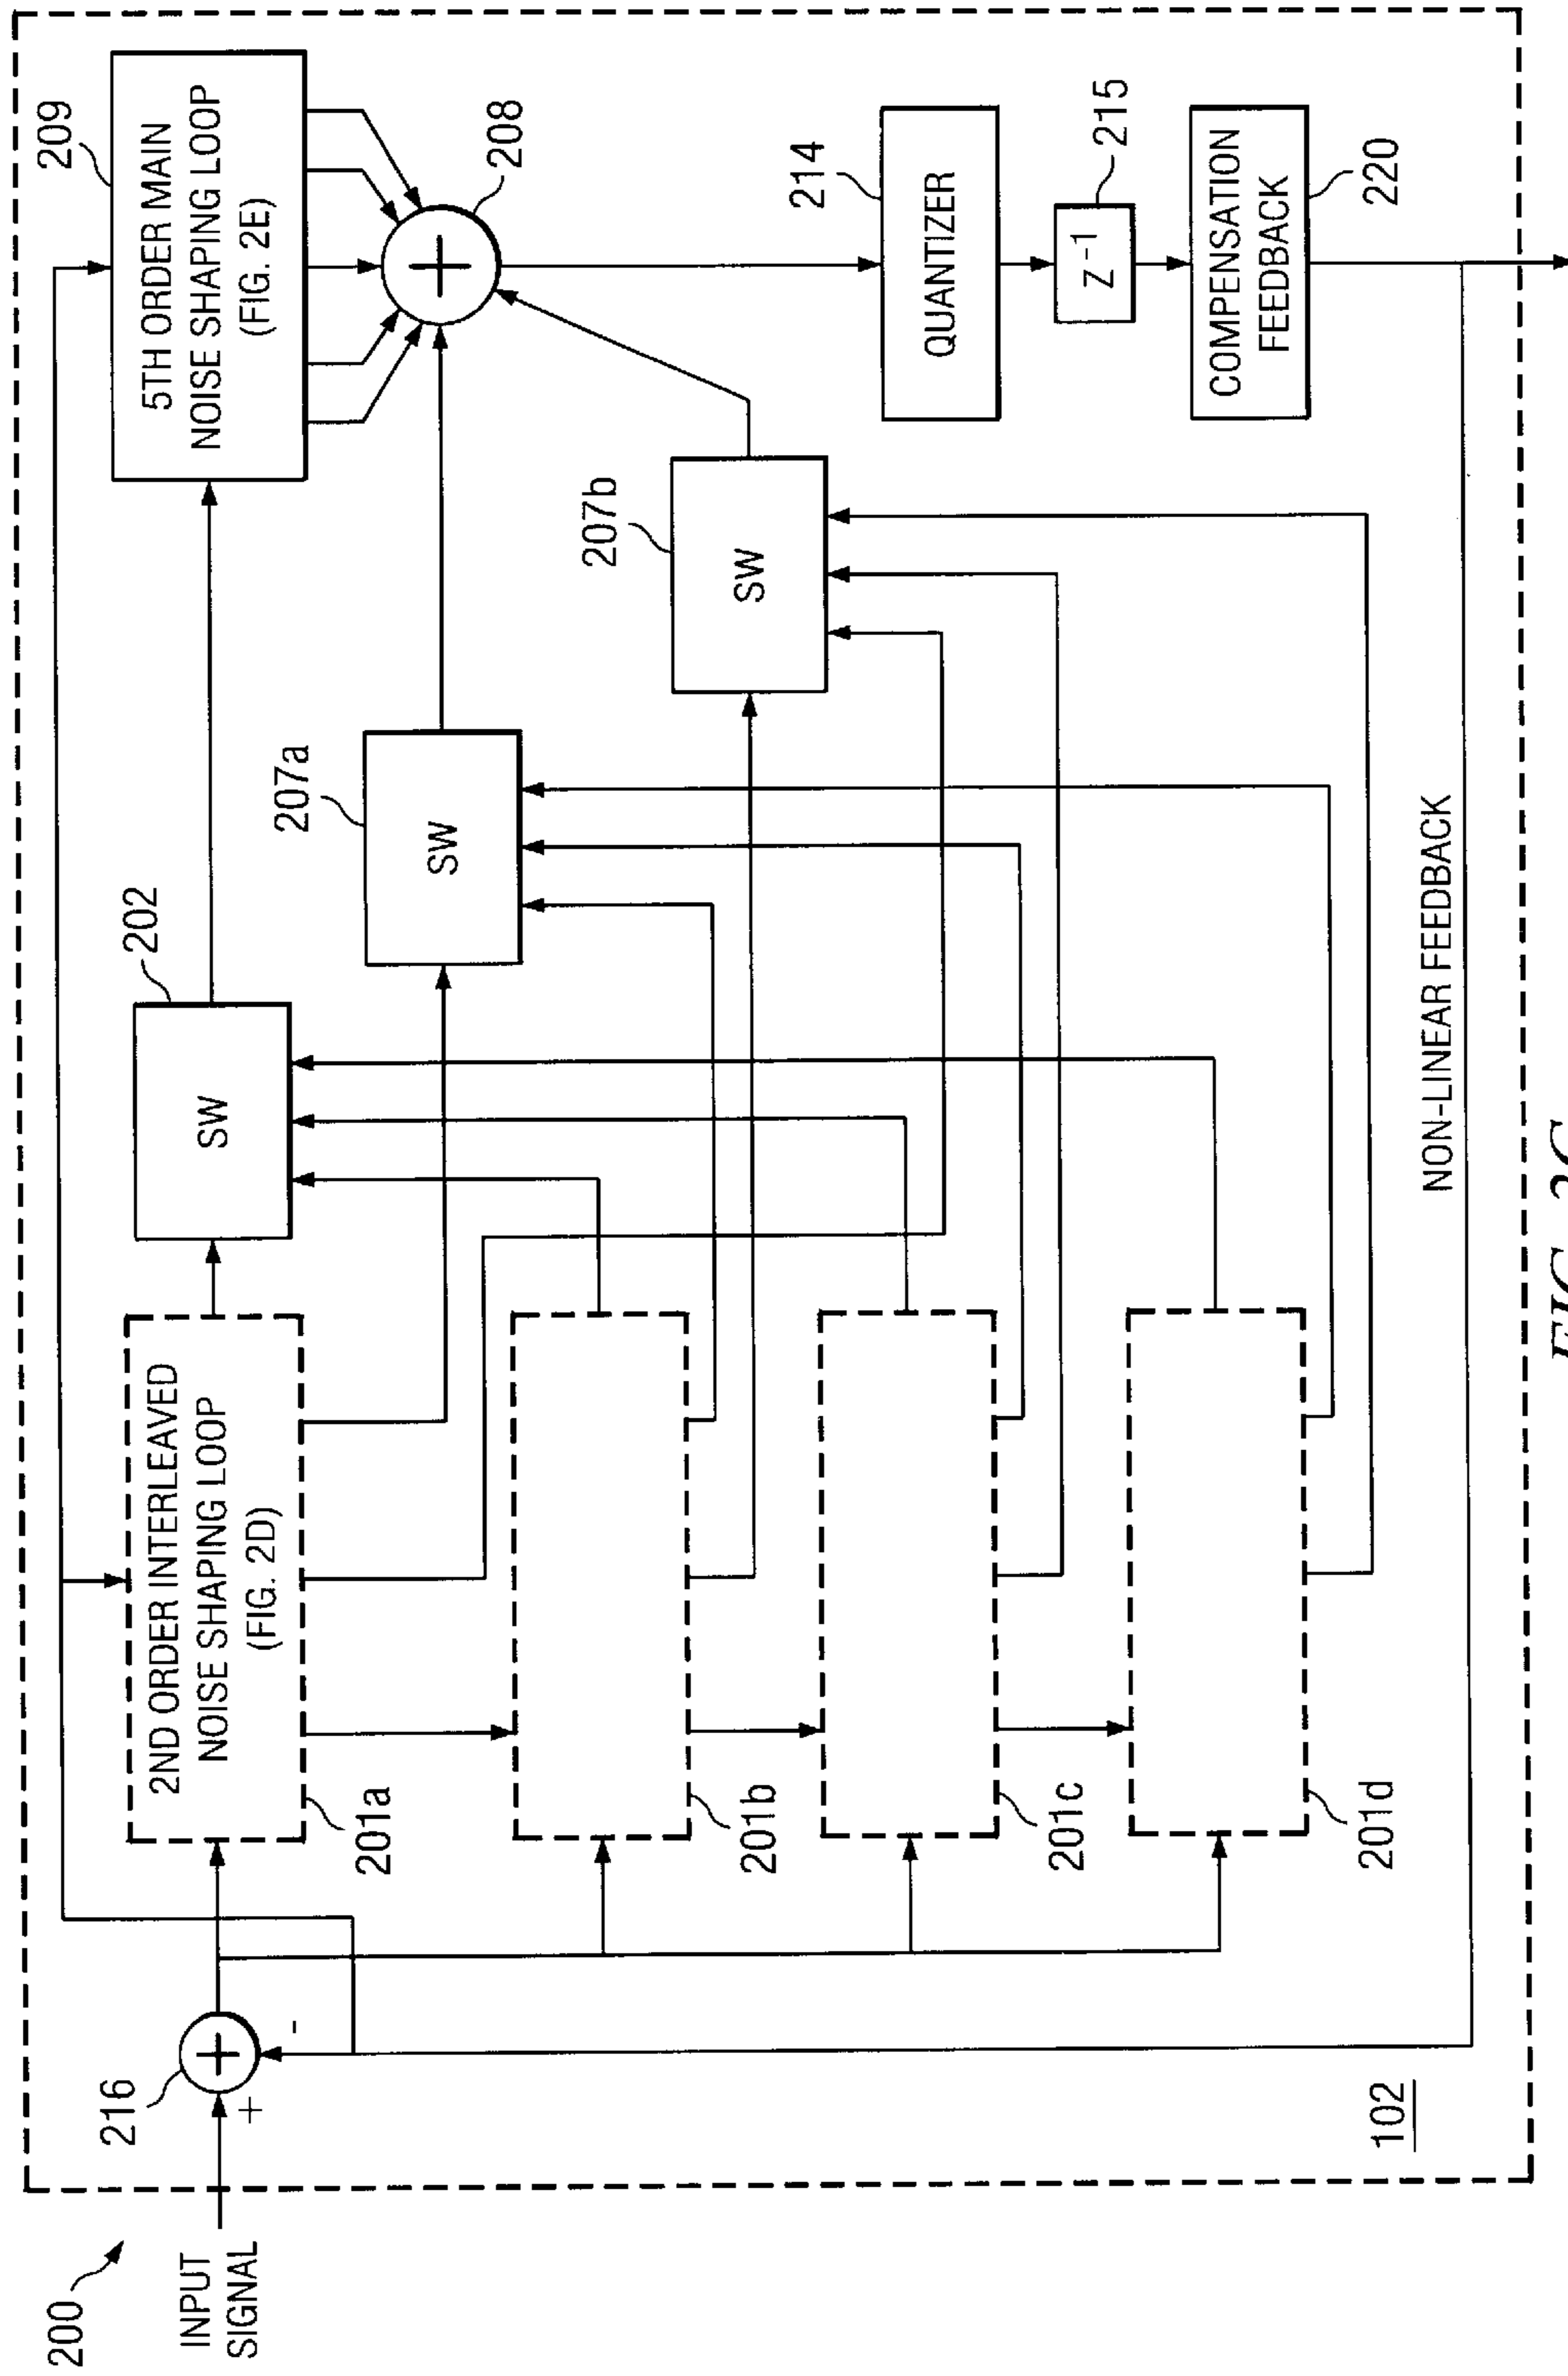 200
INPUT
SIGNAL
216
+
-
+
102
2ND ORDER INTERLEAVED
NOISE SHAPING LOOP
(FIG. 2D)
201a
201b
201c
201d
202
SW
207a
SW
207b
SW
209
5TH ORDER MAIN
NOISE SHAPING LOOP
(FIG. 2E)
+
208
214
QUANTIZER
Z⁻¹
215
COMPENSATION
FEEDBACK
220
NON-LINEAR FEEDBACK